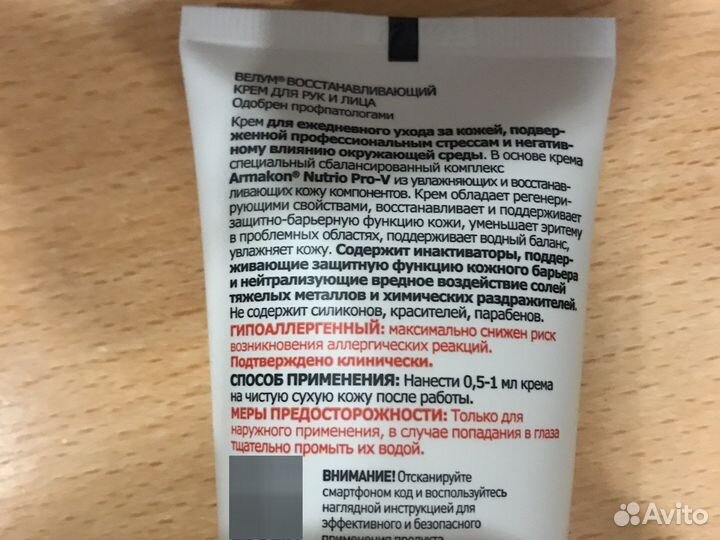 ВЕЛУМ® ВОССТАНАВЛИВАЮЩИЙ
КРЕМ ДЛЯ РУК И ЛИЦА
Одобрен профпатологами
Крем для ежедневного ухода за кожей, подвер-
женной профессиональным стрессам и негатив-
ному влиянию окружающей среды. В основе крема
специальный сбалансированный комплекс
Armakon® Nutrio Pro-V из увлажняющих и восстанав-
ливающих кожу компонентов. Крем обладает регенери-
рующими свойствами, восстанавливает и поддерживает
защитно-барьерную функцию кожи, уменьшает эритему
в проблемных областях, поддерживает водный баланс,
увлажняет кожу. Содержит инактиваторы, поддер-
живающие защитную функцию кожного барьера
и нейтрализующие вредное воздействие солей
тяжелых металлов и химических раздражителей.
Не содержит силиконов, красителей, парабенов.
ГИПОАЛЛЕРГЕННЫЙ: максимально снижен риск
возникновения аллергических реакций.
Подтверждено клинически.
СПОСОБ ПРИМЕНЕНИЯ: Нанести 0,5-1 мл крема
на чистую сухую кожу после работы.
МЕРЫ ПРЕДОСТОРОЖНОСТИ: Только для
наружного применения, в случае попадания в глаза
тщательно промыть их водой.
ВНИМАНИЕ! Отсканируйте
смартфоном код и воспользуйтесь
наглядной инструкцией для
эффективного и безопасного
применения продукта
Avito